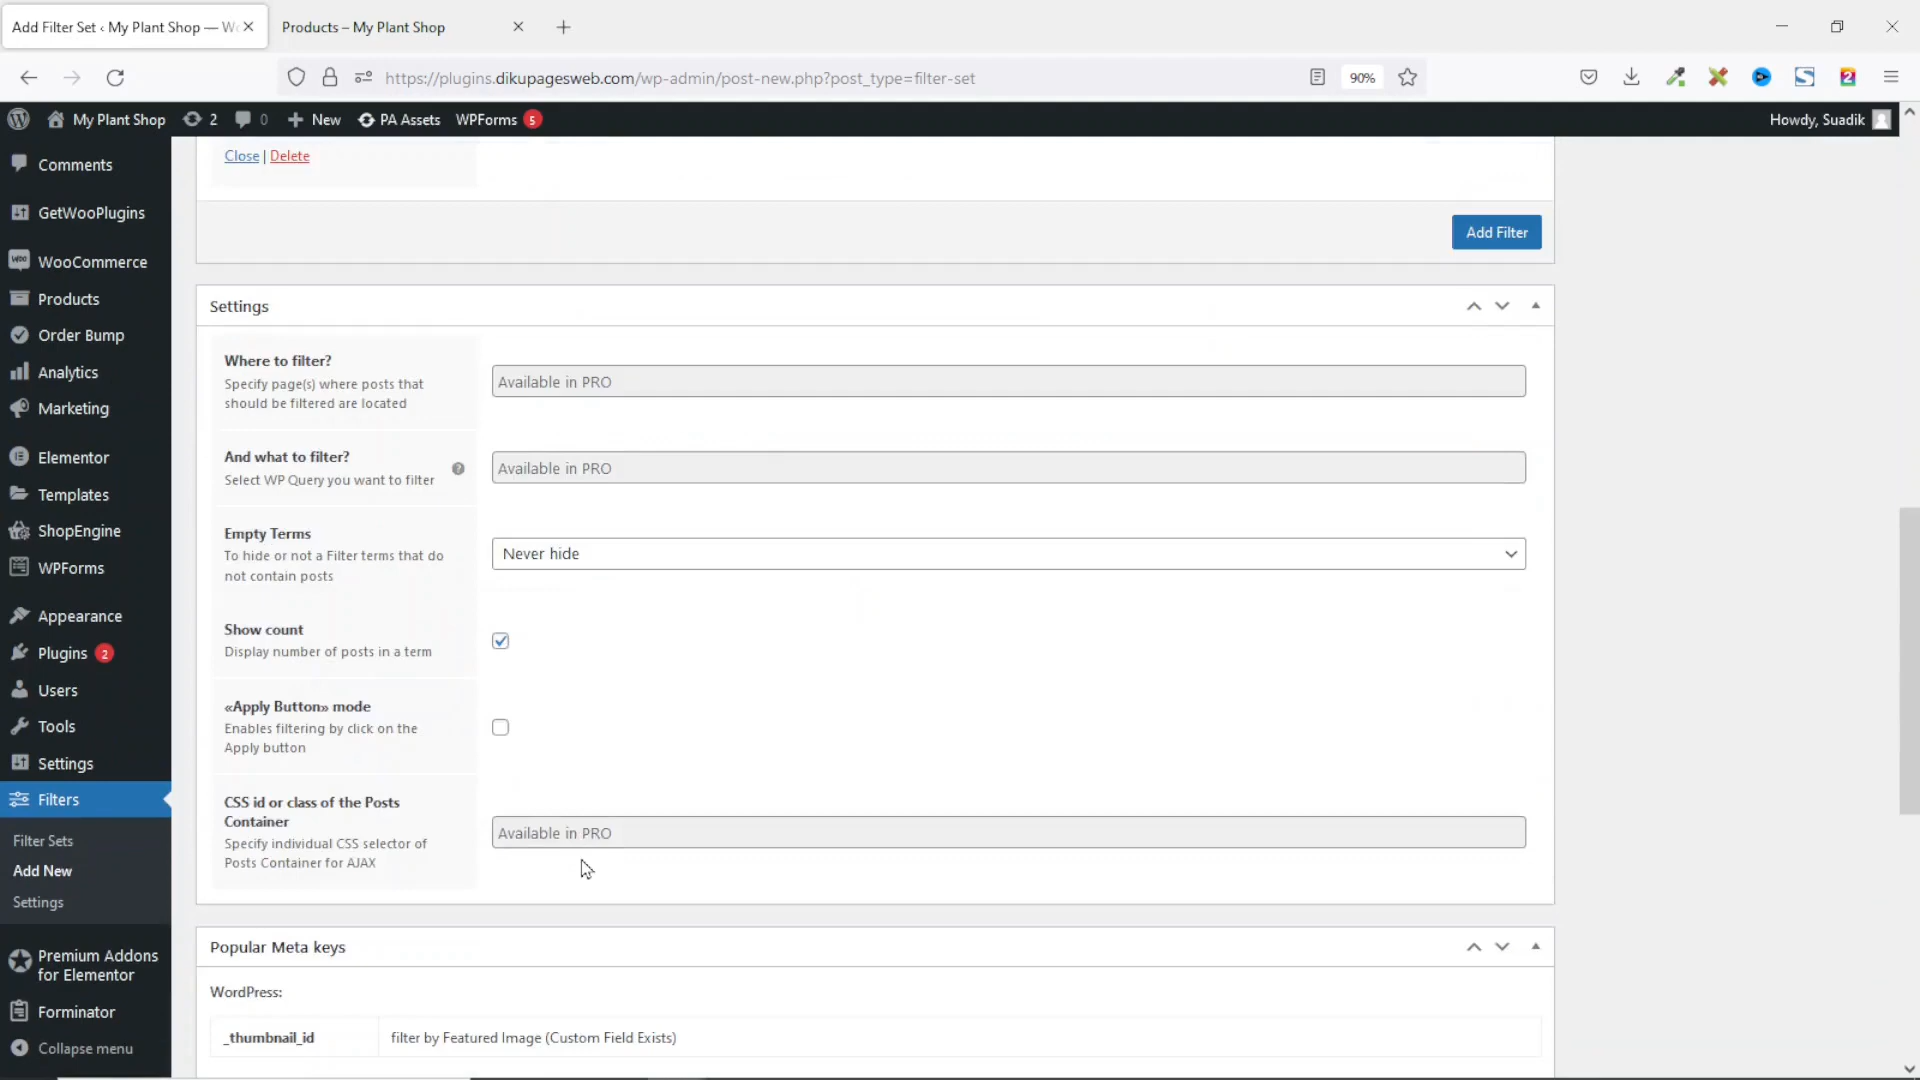 Add Filter Set ‹ My Plant Shop — W
Products – My Plant Shop
https://plugins.dikupagesweb.com/wp-admin/post-new.php?post_type=filter-set
90%
2
My Plant Shop
2
0
New
PA Assets
WPForms
5
Howdy, Suadik
Comments
GetWooPlugins
WooCommerce
Products
Order Bump
Analytics
Marketing
Elementor
Templates
ShopEngine
WPForms
Appearance
Plugins 2
Users
Tools
Settings
Filters
Filter Sets
Add New
Settings
Premium Addons
for Elementor
Forminator
Collapse menu
Close | Delete
Add Filter
Settings
Where to filter?
Specify page(s) where posts that
should be filtered are located
Available in PRO
And what to filter?
Select WP Query you want to filter
?
Available in PRO
Empty Terms
To hide or not a Filter terms that do
not contain posts
Never hide
Show count
Display number of posts in a term
«Apply Button» mode
Enables filtering by click on the
Apply button
CSS id or class of the Posts
Container
Specify individual CSS selector of
Posts Container for AJAX
Available in PRO
Popular Meta keys
WordPress:
_thumbnail_id
filter by Featured Image (Custom Field Exists)